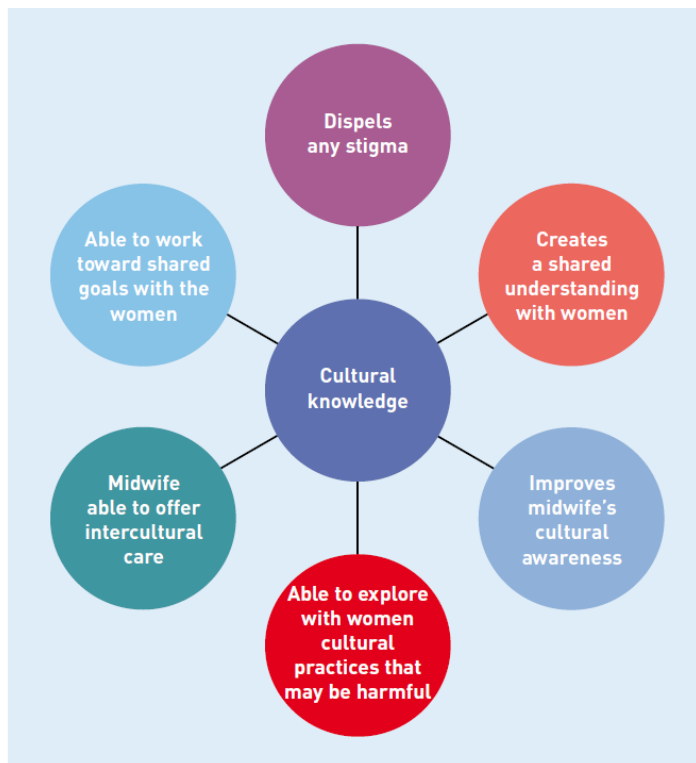 Dispels
any stigma
Able to work
toward shared
goals with the
women
Creates
a shared
understanding
with women
Cultural
knowledge
Midwife
able to offer
intercultural
care
Improves
midwife's
cultural
awareness
Able to explore
with women
cultural
practices that
may be harmful